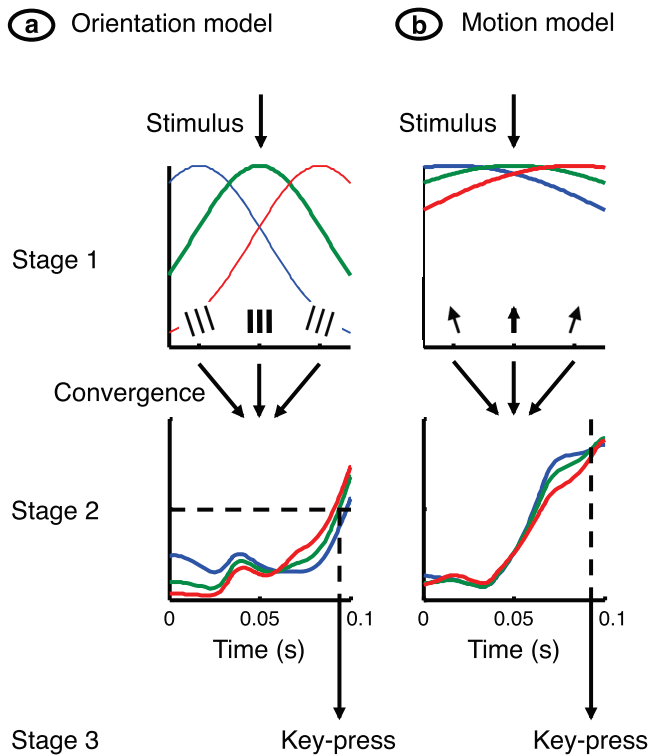 a Orientation model
b Motion model
Stimulus
Stimulus
Stage 1
Convergence
Stage 2
0 0.05 0.1
0 0.05 0.1
Time (s)
Time (s)
Stage 3
Key-press
Key-press